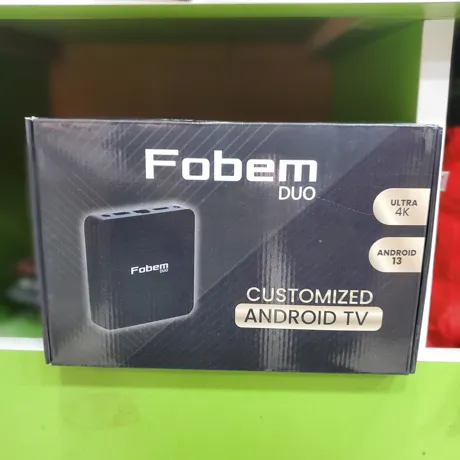 Fobem
DUO
ULTRA
4K
ANDROID
13
Fobem
DUO
CUSTOMIZED
ANDROID TV